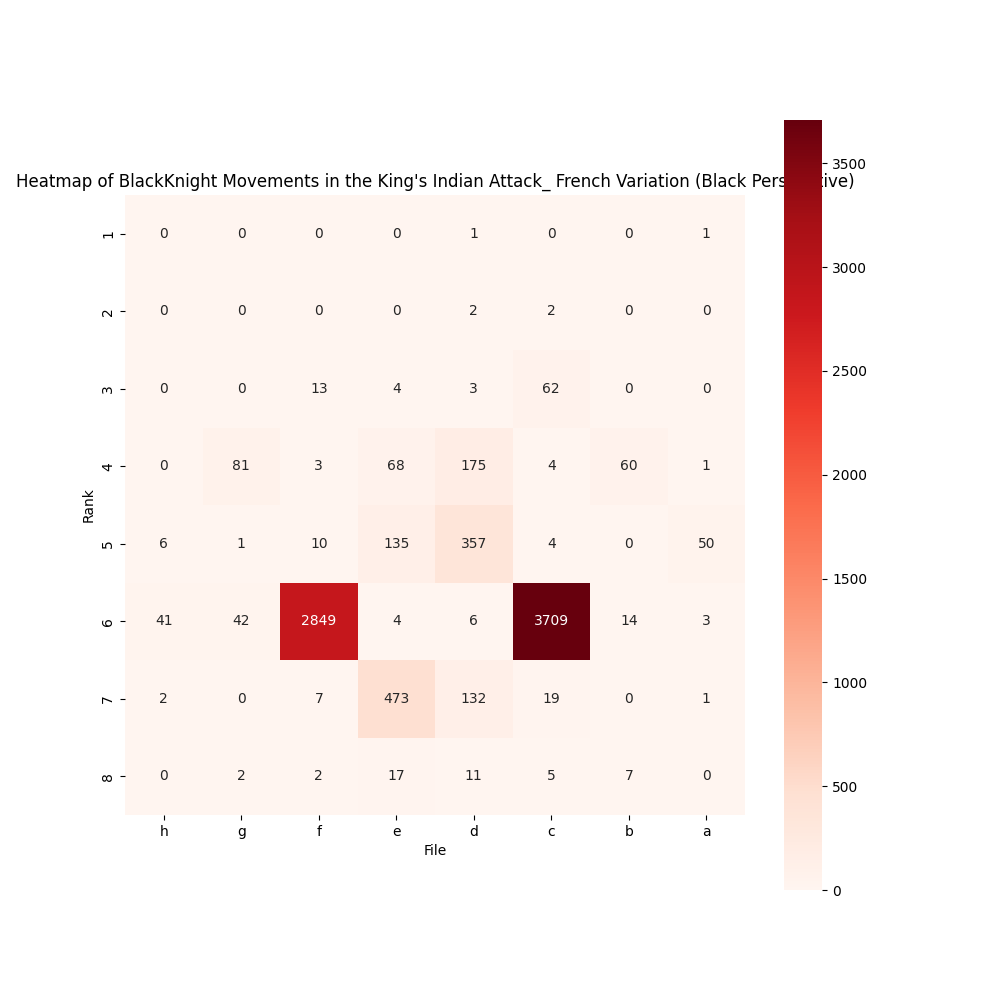 Heatmap of BlackKnight Movements in the King's Indian Attack_ French Variation (Black Perspective)
1 0 0 0 0 1 0 0 1
2 0 0 0 0 2 2 0 0
3 0 0 13 4 3 62 0 0
4 0 81 3 68 175 4 60 1
5 6 1 10 135 357 4 0 50
6 41 42 2849 4 6 3709 14 3
7 2 0 7 473 132 19 0 1
8 0 2 2 17 11 5 7 0
h g f e d c b a
File
Rank
3500
3000
2500
2000
1500
1000
500
0